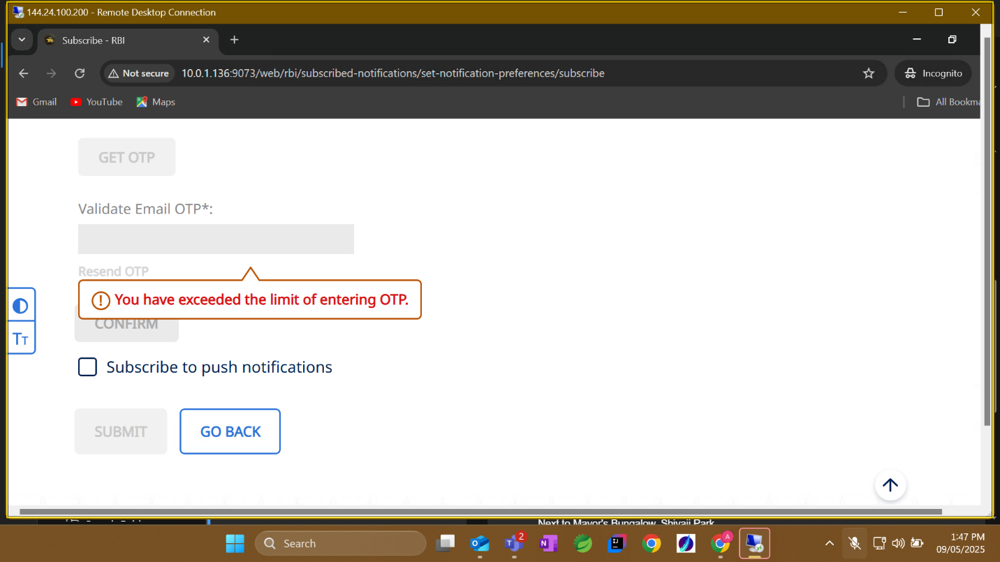 144.24.100.200 - Remote Desktop Connection
Subscribe - RBI
Not secure
10.0.1.136:9073/web/rbi/subscribed-notifications/set-notification-preferences/subscribe
Incognito
Gmail
YouTube
Maps
All Bookma
GET OTP
Validate Email OTP*:
Resend OTP
You have exceeded the limit of entering OTP.
CONFIRM
TT
Subscribe to push notifications
SUBMIT
GO BACK
Next to Mayor's Bungalow, Shivaji Park
Search
2
N
IJ
A
1:47 PM
09/05/2025